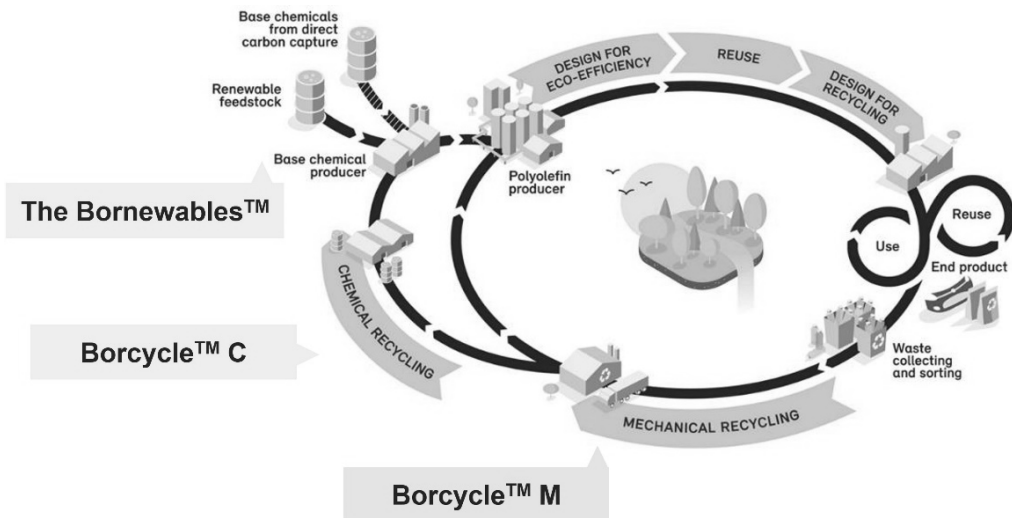 Base chemicals
from direct
carbon capture
Renewable
feedstock
Base chemical
producer
Polyolefin
producer
DESIGN FOR
ECO-EFFICIENCY
REUSE
DESIGN FOR
RECYCLING
The Bornewables™
Use
Reuse
End product
CHEMICAL RECYCLING
Borcycle™ C
Waste
collecting
and sorting
MECHANICAL RECYCLING
Borcycle™ M